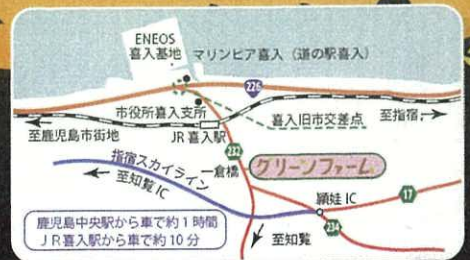 ENEOS
喜入基地
マリンピア喜入(道の駅喜入)
226
市役所喜入支所
喜入旧市交差点
至指宿
至鹿児島市街地
JR 喜入駅
指宿スカイライン
232
一倉橋
グリーンファーム
至知覧IC
頴娃 IC
17
鹿児島中央駅から車で約1時間
JR喜入駅から車で約10分
至知覧
234